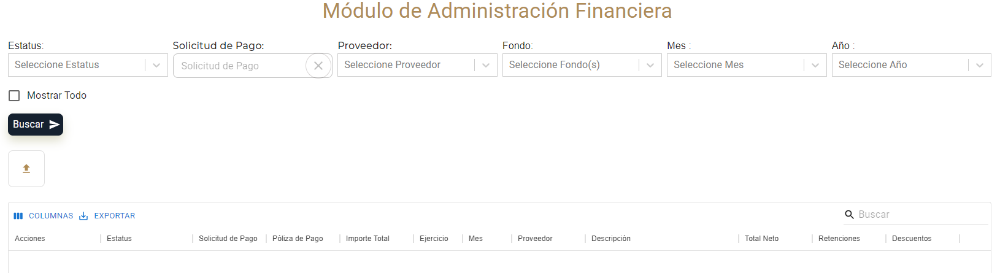 Módulo de Administración Financiera
Estatus: Solicitud de Pago: Proveedor: Fondo: Mes : Año :
Seleccione Estatus Solicitud de Pago Seleccione Proveedor Seleccione Fondo(s) Seleccione Mes Seleccione Año
Mostrar Todo
Buscar
COLUMNAS EXPORTAR Buscar
Acciones Estatus Solicitud de Pago Póliza de Pago Importe Total Ejercicio Mes Proveedor Descripción Total Neto Retenciones Descuentos